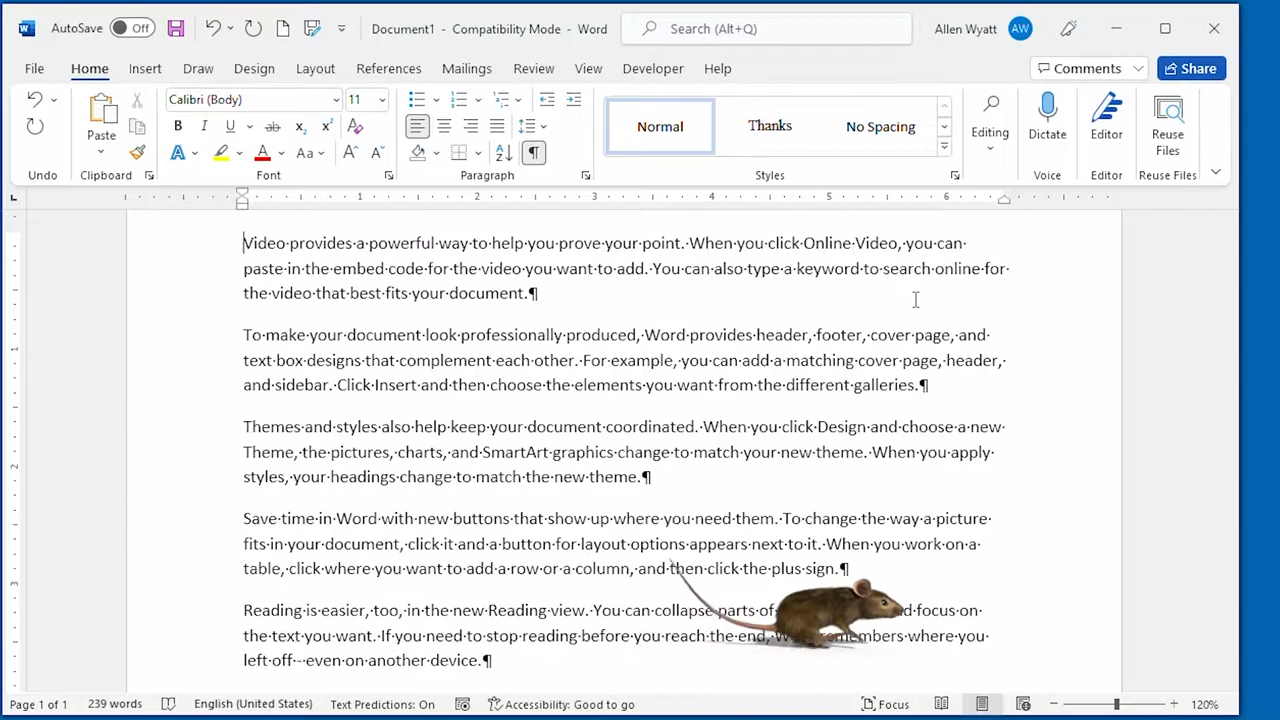 AutoSave Off Document1 - Compatibility Mode - Word Search (Alt+Q) Allen Wyatt AW
File Home Insert Draw Design Layout References Mailings Review View Developer Help Comments Share
Calibri (Body) 11
Normal Thanks No Spacing
Paste Editing Dictate Editor Reuse Files
Undo Clipboard Font Paragraph Styles Voice Editor Reuse Files
1 2 3 4 5 6
Video provides a powerful way to help you prove your point. When you click Online Video, you can
paste in the embed code for the video you want to add. You can also type a keyword to search online for
the video that best fits your document.¶
To make your document look professionally produced, Word provides header, footer, cover page, and
text box designs that complement each other. For example, you can add a matching cover page, header,
and sidebar. Click Insert and then choose the elements you want from the different galleries.¶
Themes and styles also help keep your document coordinated. When you click Design and choose a new
Theme, the pictures, charts, and SmartArt graphics change to match your new theme. When you apply
styles, your headings change to match the new theme.¶
Save time in Word with new buttons that show up where you need them. To change the way a picture
fits in your document, click it and a button for layout options appears next to it. When you work on a
table, click where you want to add a row or a column, and then click the plus sign.¶
Reading is easier, too, in the new Reading view. You can collapse parts of focus on
the text you want. If you need to stop reading before you reach the end, where you
left off - even on another device.¶
Page 1 of 1 239 words English (United States) Text Predictions: On Accessibility: Good to go Focus 120%